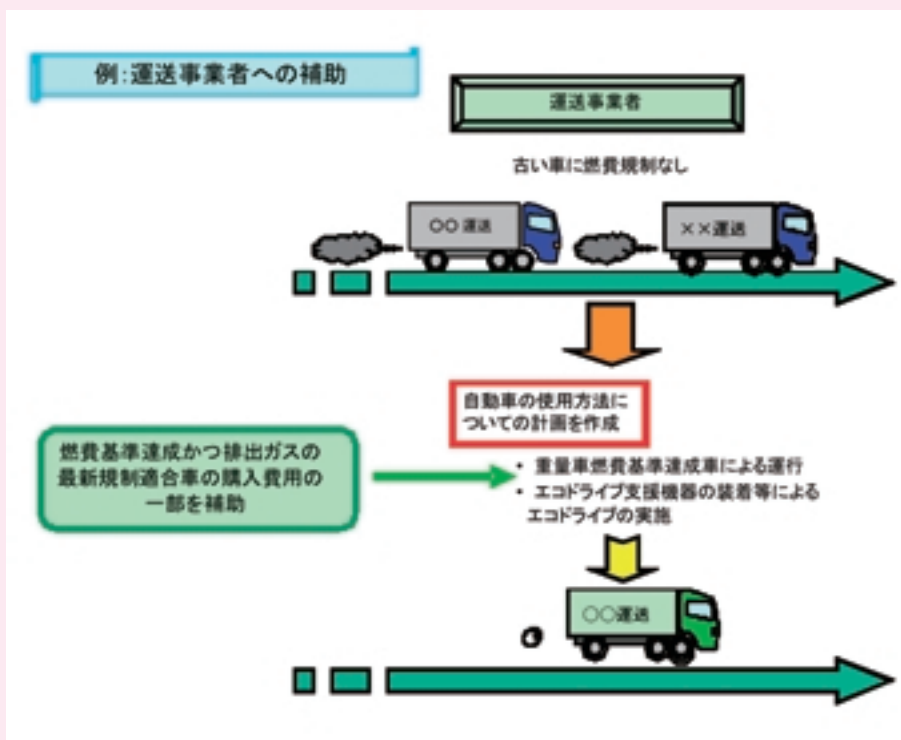 例:運送事業者への補助
運送事業者
古い車に燃費規制なし
○○運送
××運送
自動車の使用方法に
ついての計画を作成
燃費基準達成かつ排出ガスの
最新規制適合車の購入費用の
一部を補助
・ 重量車燃費基準達成車による運行
・ エコドライブ支援機器の装着等による
エコドライブの実施
○○運送